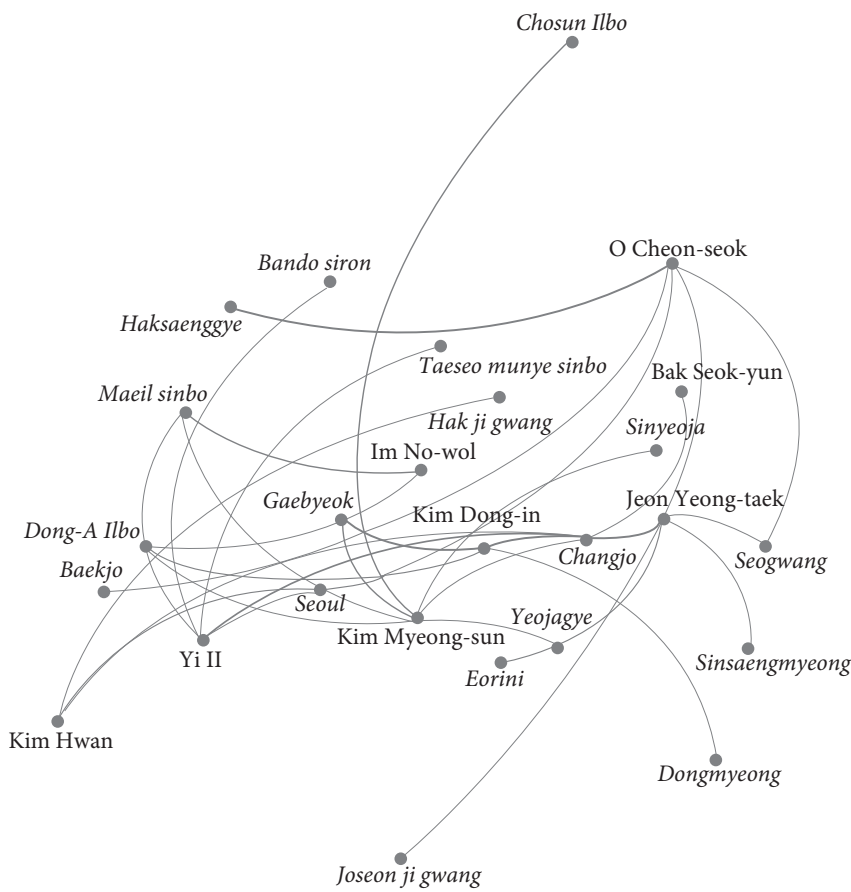 Chosun Ilbo
O Cheon-seok
Bando siron
Haksaenggye
Taeseo munye sinbo
Bak Seok-yun
Maeil sinbo
Hak ji gwang
Sinyeoja
Im No-wol
Gaebyeok
Kim Dong-in
Jeon Yeong-taek
Dong-A Ilbo
Changjo
Seogwang
Baekjo
Seoul
Yeojagye
Kim Myeong-sun
Yi II
Eorini
Sinsaengmyeong
Kim Hwan
Dongmyeong
Joseon ji gwang